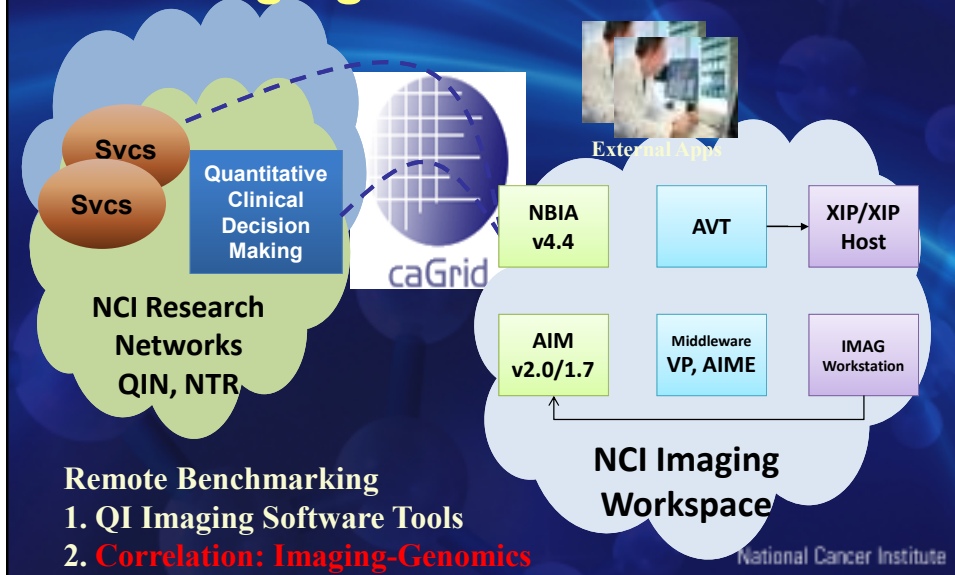 Svcs
Svcs
Quantitative
Clinical
Decision
Making
NCI Research
Networks
QIN, NTR
caGrid
External Apps
NBIA
v4.4
AVT
XIP/XIP
Host
AIM
v2.0/1.7
Middleware
VP, AIME
IMAG
Workstation
NCI Imaging
Workspace
Remote Benchmarking
1. QI Imaging Software Tools
2. Correlation: Imaging-Genomics
National Cancer Institute